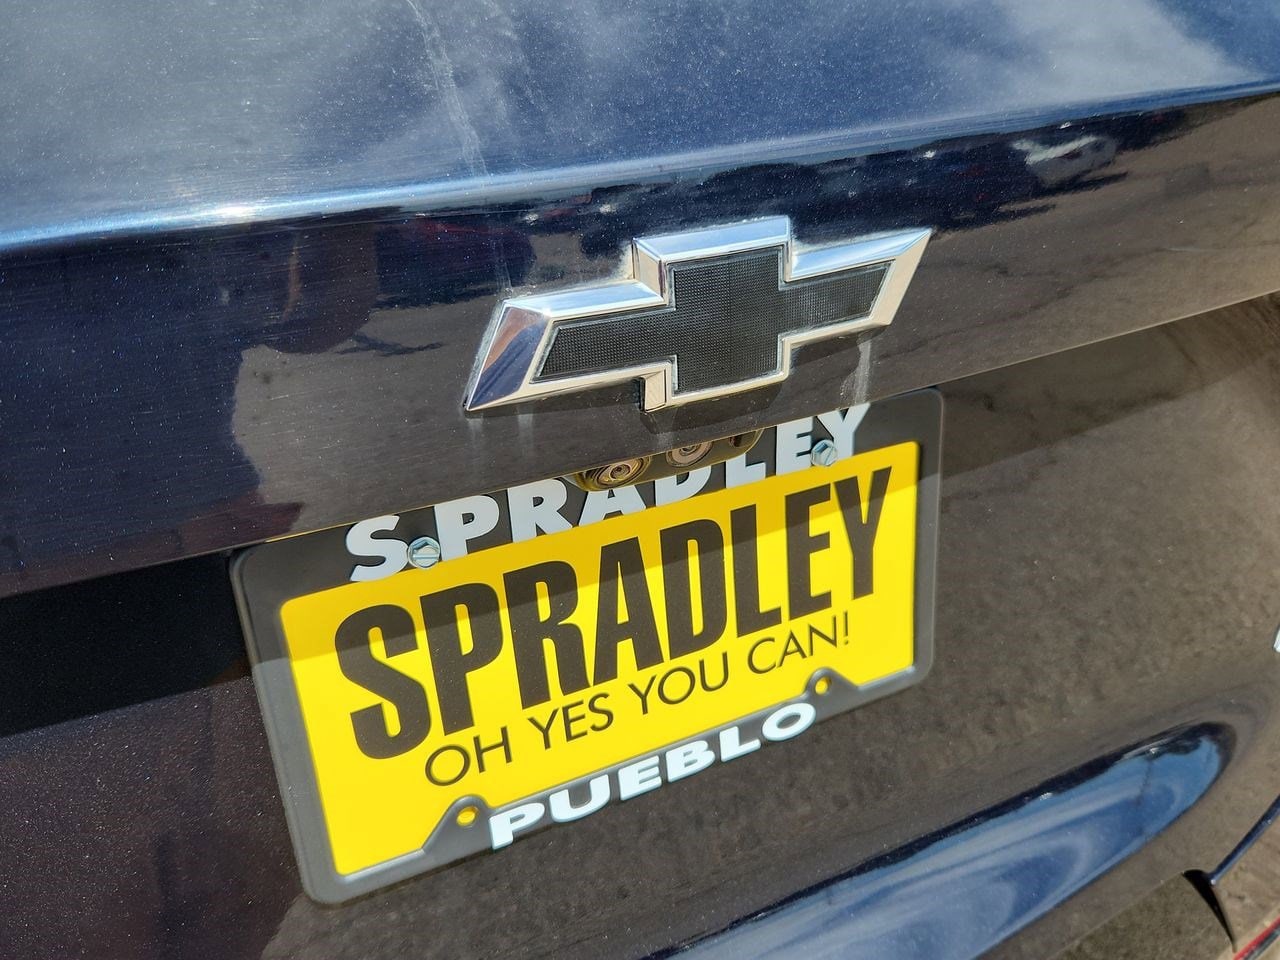 SPRADLEY
SPRADLEY
OH YES YOU CAN!
PUEBLO